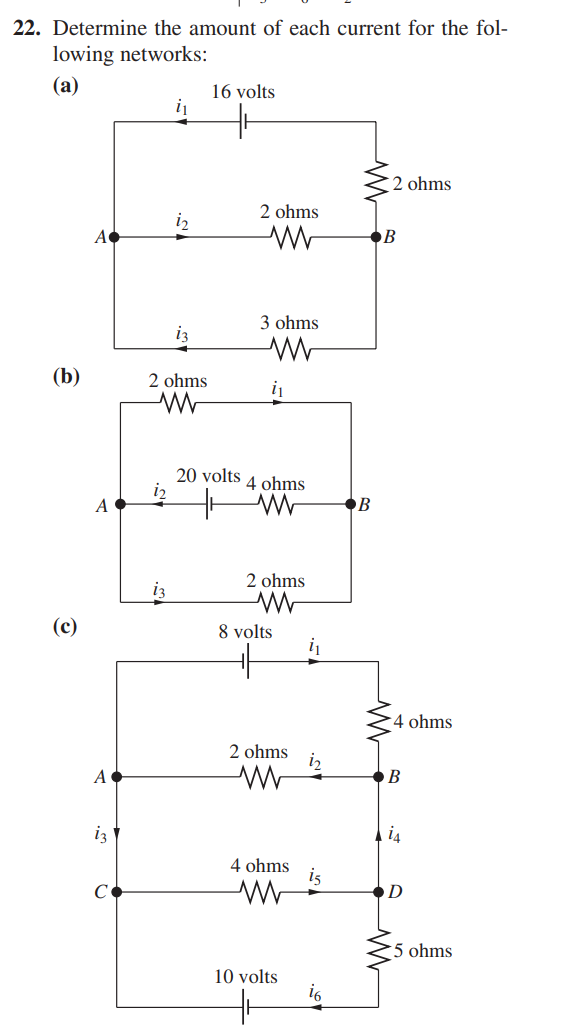 22. Determine the amount of each current for the fol-
lowing networks:
(a)
16 volts
i₁
2 ohms
2 ohms
i₂
A
B
3 ohms
i₃
(b)
2 ohms
i₁
20 volts
4 ohms
i₂
A
B
2 ohms
i₃
(c)
8 volts
i₁
4 ohms
2 ohms
i₂
A
B
i₃
i₄
4 ohms
i₅
C
D
5 ohms
10 volts
i₆